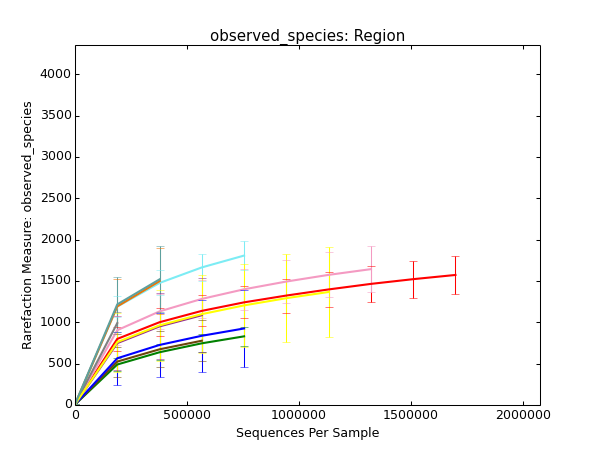 observed_species: Region
Rarefaction Measure: observed_species
4000
3500
3000
2500
2000
1500
1000
500
0
0 500000 1000000 1500000 2000000
Sequences Per Sample